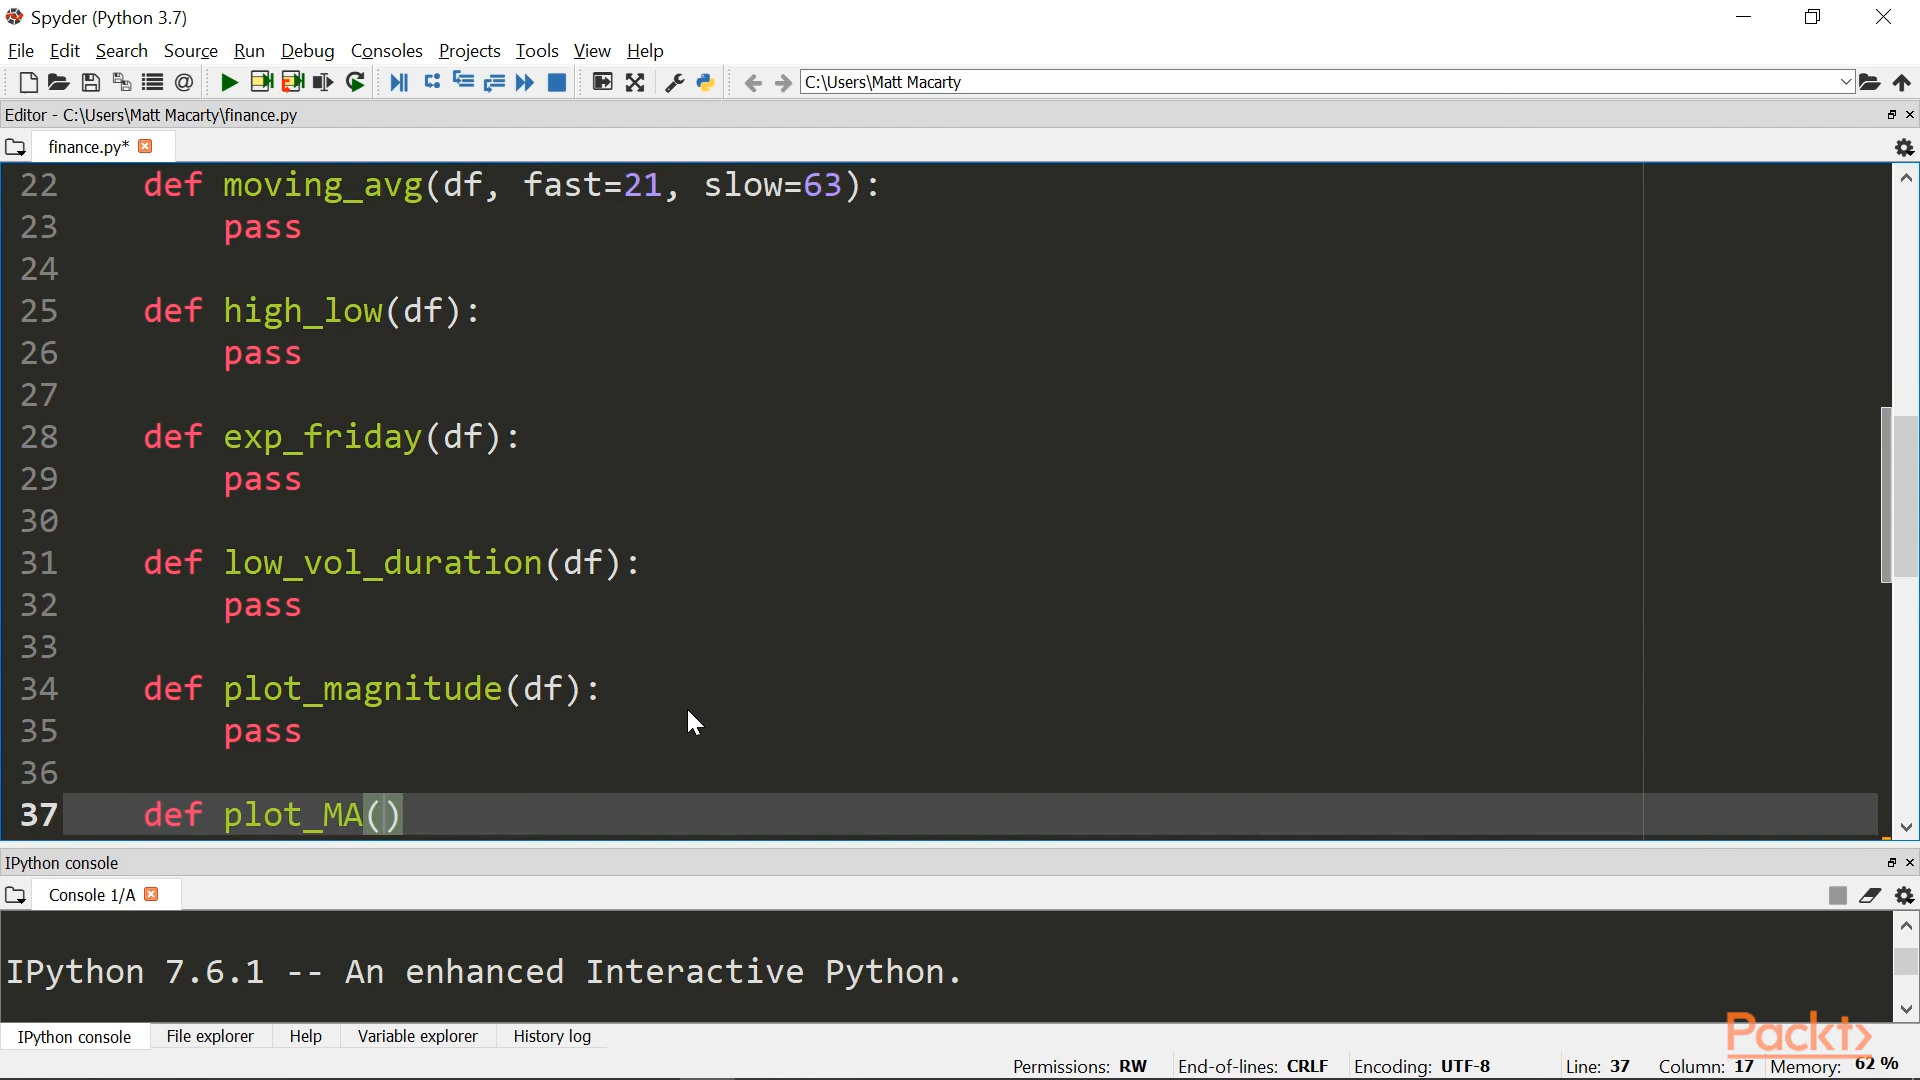 Spyder (Python 3.7)
File Edit Search Source Run Debug Consoles Projects Tools View Help
C:\Users\Matt Macarty
Editor - C:\Users\Matt Macarty\finance.py
finance.py*
22 def moving_avg(df, fast=21, slow=63):
23 pass
24
25 def high_low(df):
26 pass
27
28 def exp_friday(df):
29 pass
30
31 def low_vol_duration(df):
32 pass
33
34 def plot_magnitude(df):
35 pass
36
37 def plot_MA()
IPython console
Console 1/A
IPython 7.6.1 -- An enhanced Interactive Python.
Packt>
IPython console File explorer Help Variable explorer History log
Permissions: RW End-of-lines: CRLF Encoding: UTF-8 Line: 37 Column: 17 Memory: 62 %